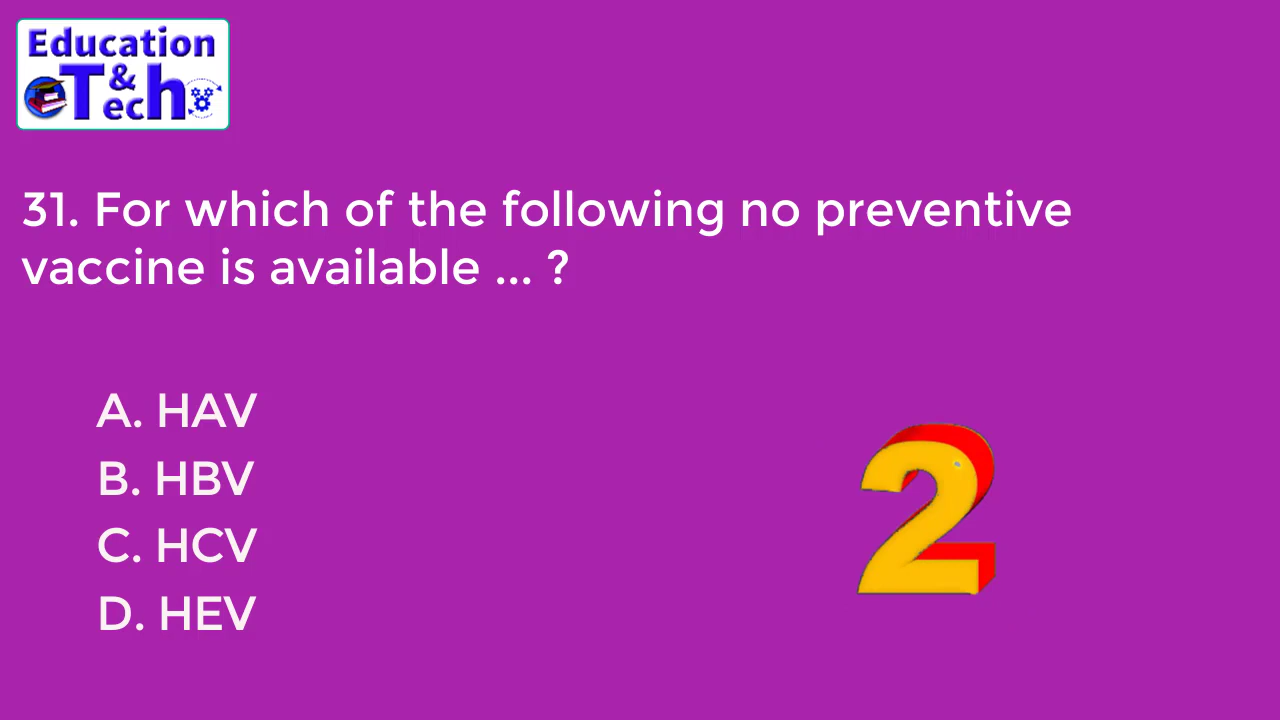 Education
&
Tech
31. For which of the following no preventive
vaccine is available ... ?
A. HAV
B. HBV
C. HCV
D. HEV
2